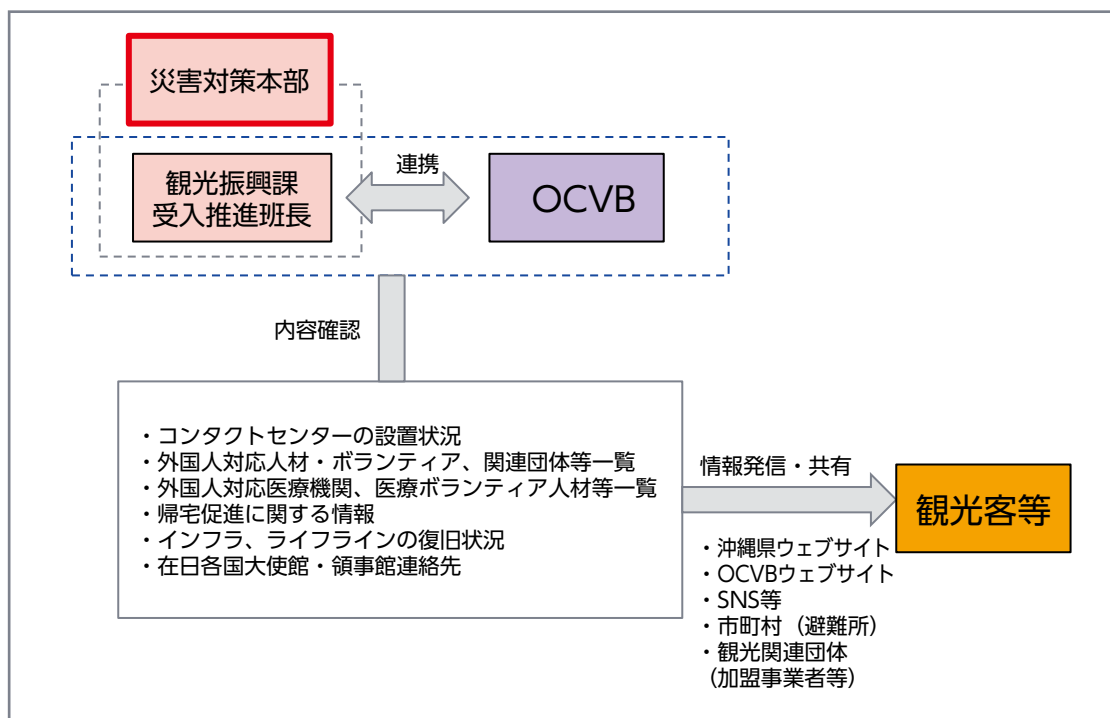 災害対策本部
観光振興課
受入推進班長
連携
OCVB
内容確認
・コンタクトセンターの設置状況
・外国人対応人材・ボランティア、関連団体等一覧
・外国人対応医療機関、医療ボランティア人材等一覧
・帰宅促進に関する情報
・インフラ、ライフラインの復旧状況
・在日各国大使館・領事館連絡先
情報発信・共有
観光客等
・沖縄県ウェブサイト
・OCVBウェブサイト
・SNS等
・市町村（避難所）
・観光関連団体
（加盟事業者等）